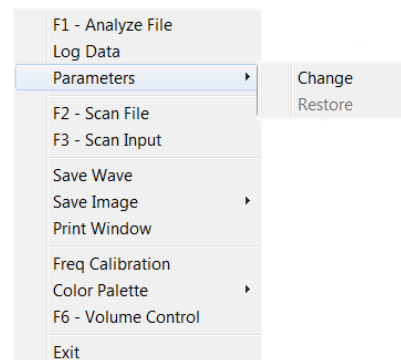 F1 - Analyze File
Log Data
Parameters
Change
Restore
F2 - Scan File
F3 - Scan Input
Save Wave
Save Image
Print Window
Freq Calibration
Color Palette
F6 - Volume Control
Exit